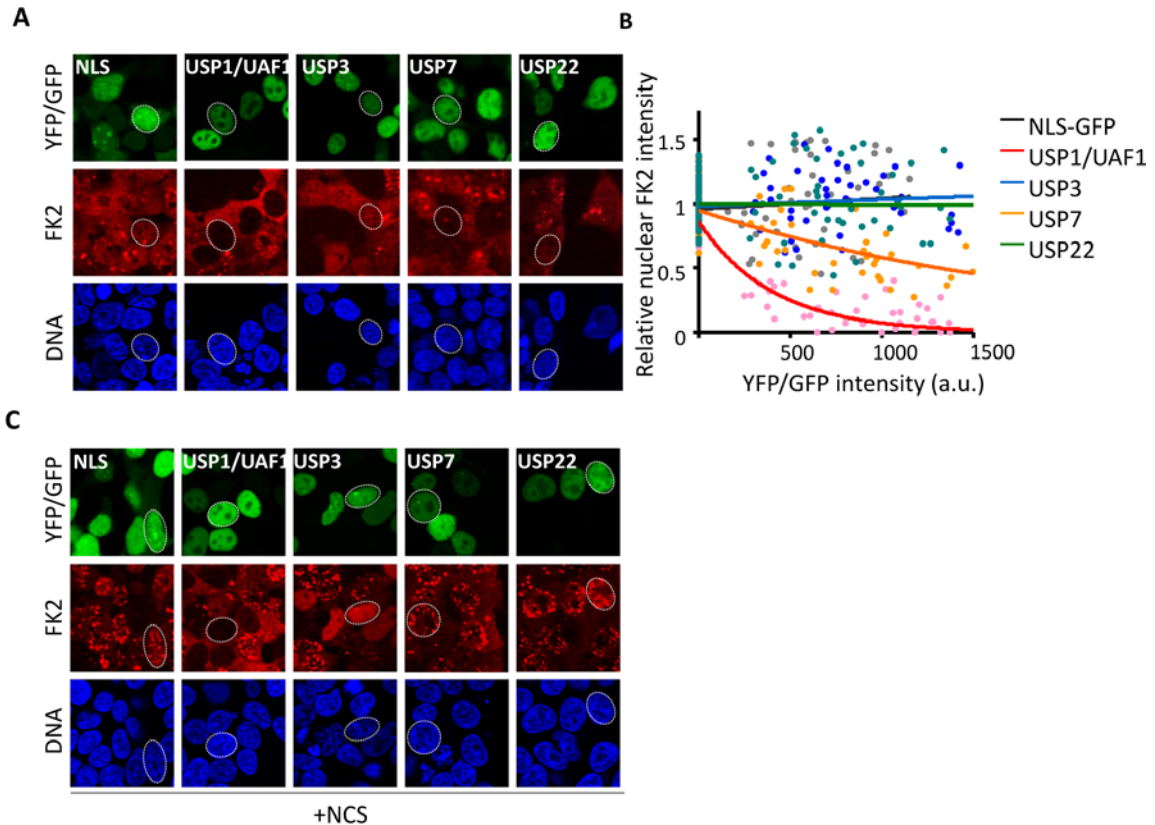 A
NLS
USP1/UAF1
USP3
USP7
USP22
YFP/GFP
FK2
DNA
B
Relative nuclear FK2 intensity
1.5
1
0.5
0
500
1000
1500
YFP/GFP intensity (a.u.)
NLS-GFP
USP1/UAF1
USP3
USP7
USP22
C
NLS
USP1/UAF1
USP3
USP7
USP22
YFP/GFP
FK2
DNA
+NCS